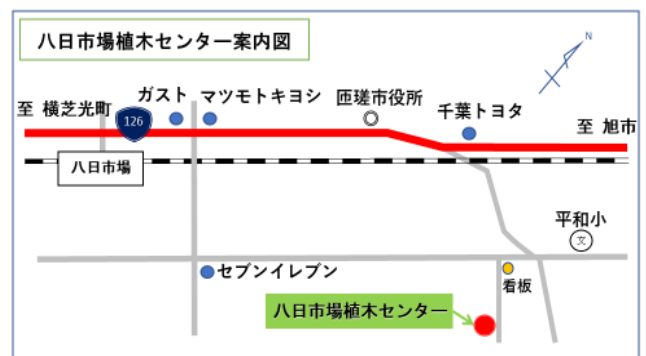 八日市場植木センター案内図
N
ガスト
マツモトキヨシ
匝瑳市役所
千葉トヨタ
至 横芝光町
126
至 旭市
八日市場
平和小
文
セブンイレブン
看板
八日市場植木センター